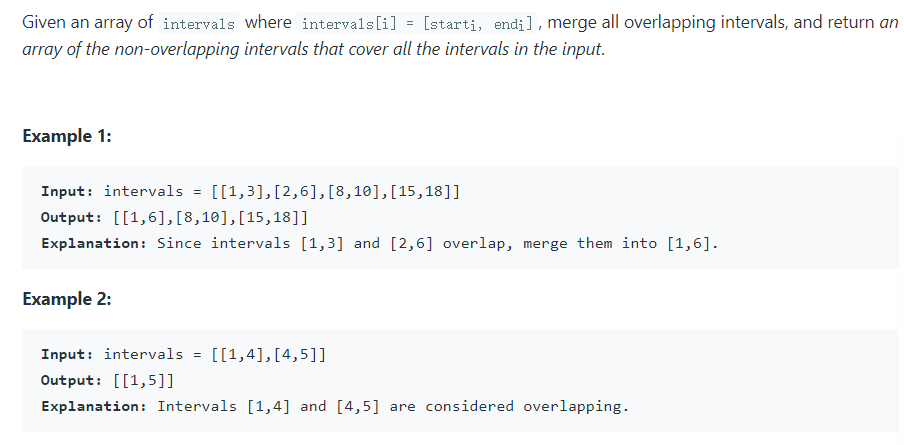 Given an array of intervals where intervals[i] = [startᵢ, endᵢ] , merge all overlapping intervals, and return an
array of the non-overlapping intervals that cover all the intervals in the input.
Example 1:
Input: intervals = [[1,3],[2,6],[8,10],[15,18]]
Output: [[1,6],[8,10],[15,18]]
Explanation: Since intervals [1,3] and [2,6] overlap, merge them into [1,6].
Example 2:
Input: intervals = [[1,4],[4,5]]
Output: [[1,5]]
Explanation: Intervals [1,4] and [4,5] are considered overlapping.